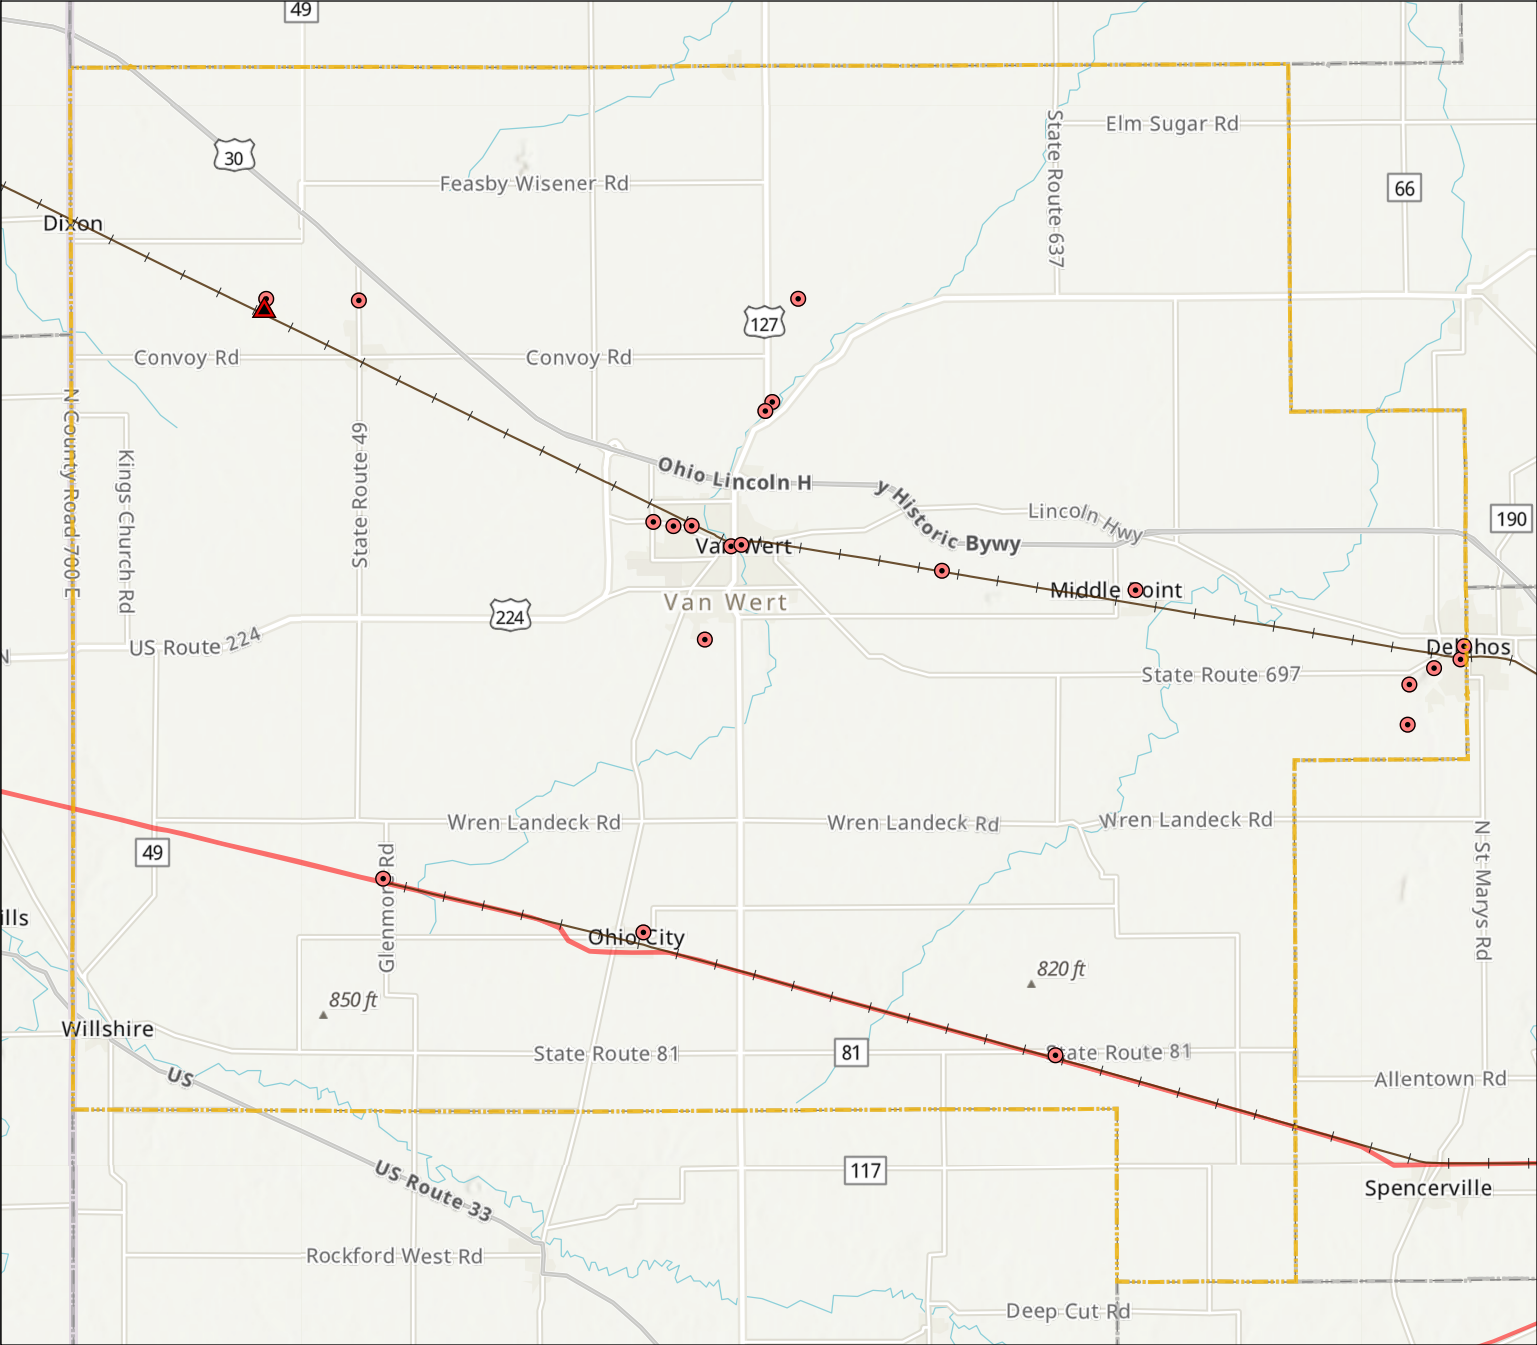 49
Elm Sugar Rd
30
Feasby Wisener Rd
State Route 637
66
Dixon
127
Convoy Rd
Convoy Rd
N County Road 700 E
Kings Church Rd
State Route 49
Ohio Lincoln H
y Historic Bywy
Lincoln Hwy
190
Van Wert
Middle Point
Van Wert
224
US Route 224
N
Delphos
State Route 697
Wren Landeck Rd
Wren Landeck Rd
Wren Landeck Rd
49
Glenmore Rd
N St Marys Rd
ills
Ohio City
820 ft
850 ft
Willshire
State Route 81
81
State Route 81
US
Allentown Rd
117
US Route 33
Spencerville
Rockford West Rd
Deep Cut Rd